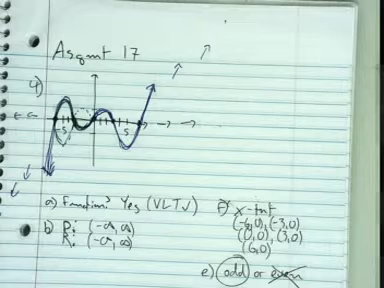 Asgmt 17
4)
-5
5
a) Function? Yes (VLT✓)
b) D: (-∞, ∞)
R: (-∞, ∞)
f) x-int
(-6,0), (-3,0)
(0,0), (3,0)
(6,0)
e) odd or even